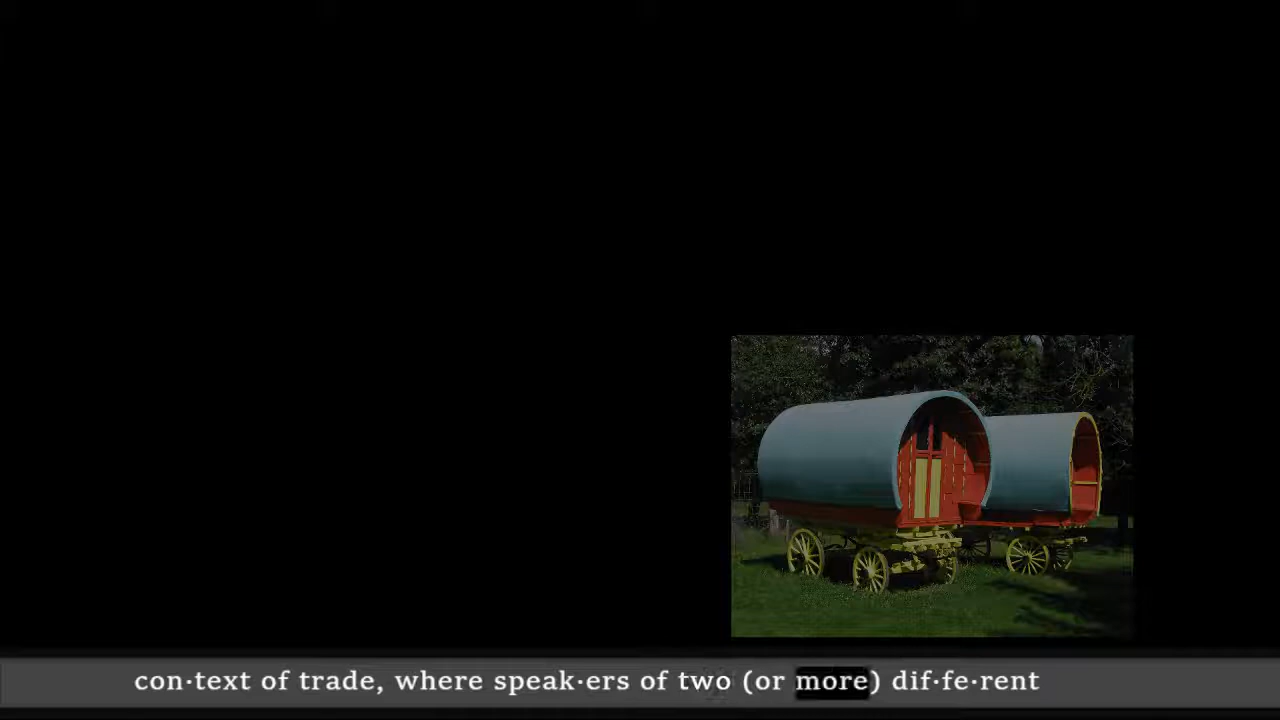 con·text of trade, where speak·ers of two (or more) dif·fe·rent